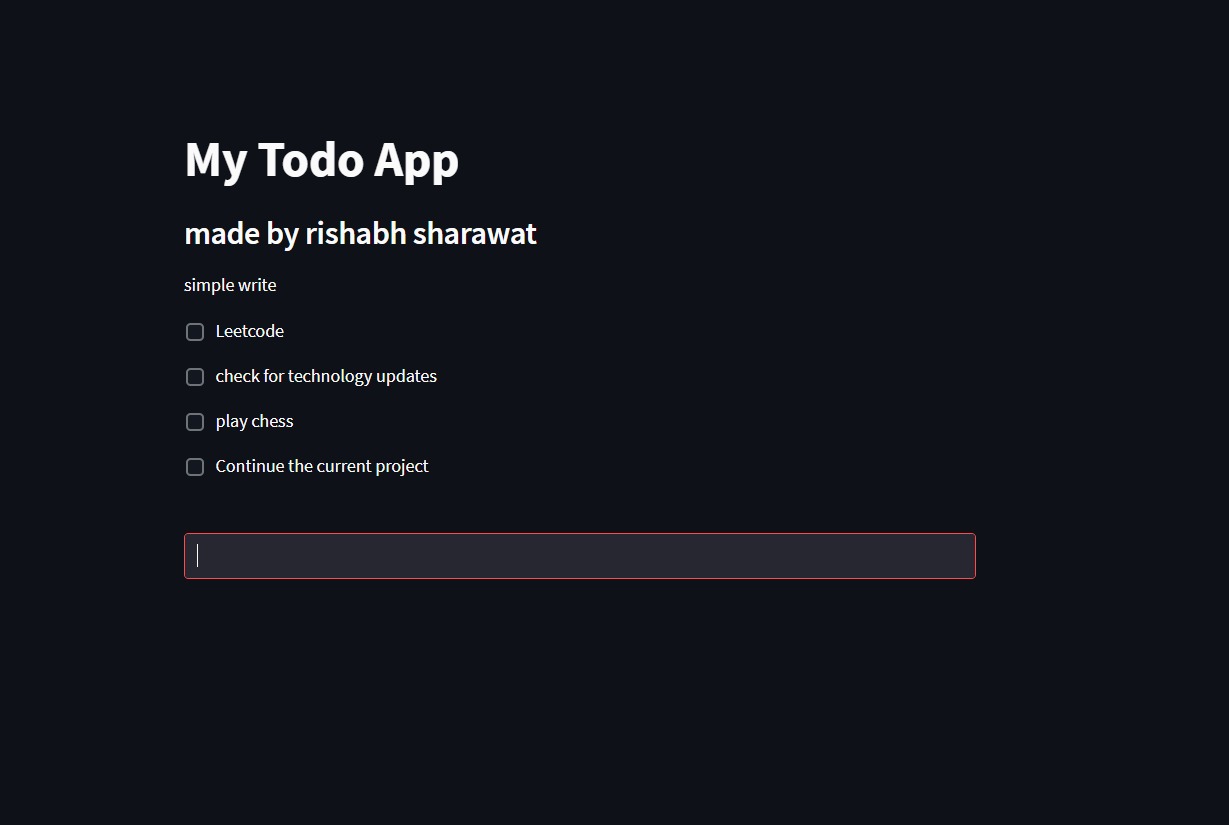 My Todo App
made by rishabh sharawat
simple write
Leetcode
check for technology updates
play chess
Continue the current project